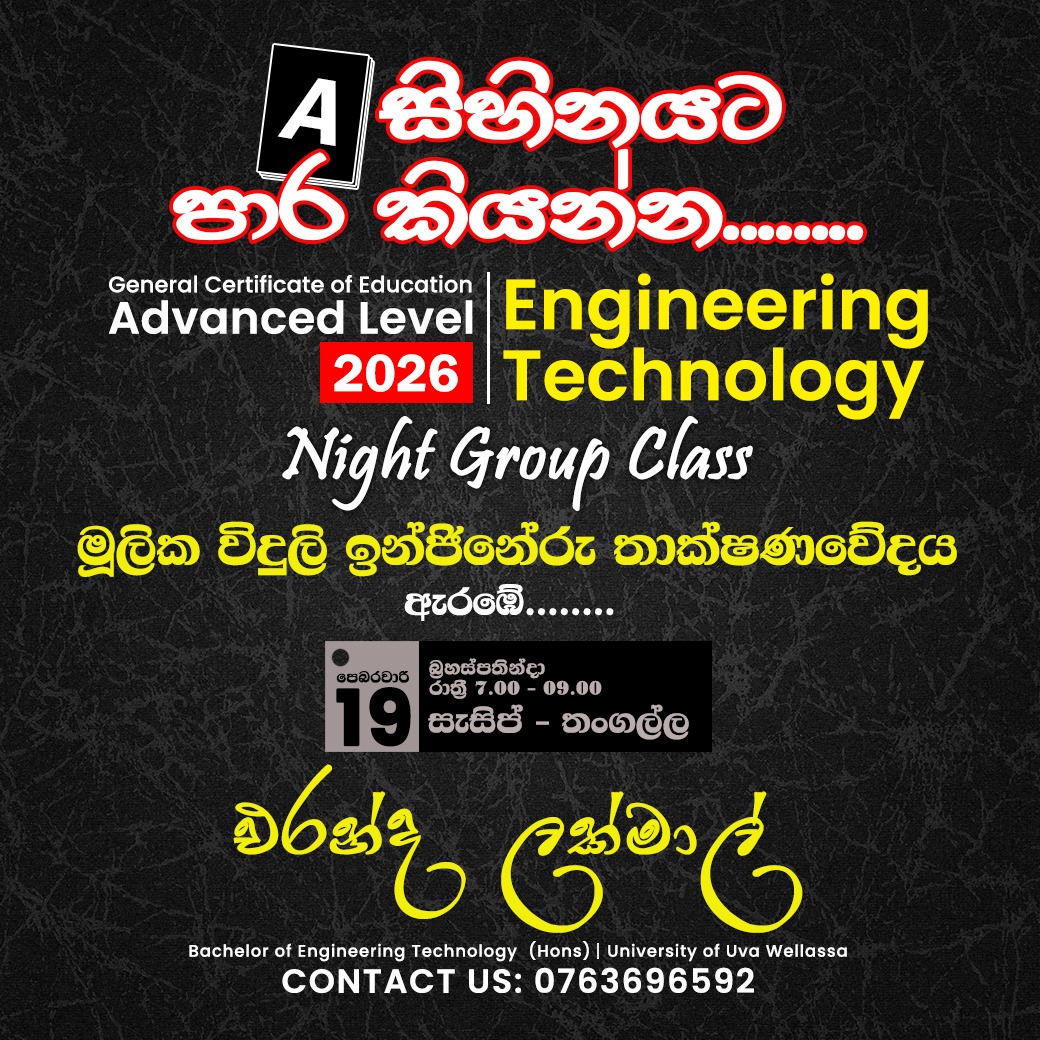 A සිහිනයට
පාර කියන්න........
General Certificate of Education
Advanced Level
2026
Engineering
Technology
Night Group Class
මූලික විදුලි ඉන්ජිනේරු තාක්ෂණවේදය
ඇරඹේ........
පෙබරවාරි
19
බ්‍රහස්පතින්දා
රාත්‍රී 7.00 - 09.00
සැසිප් - තංගල්ල
එරන්ද ලක්මාල්
Bachelor of Engineering Technology (Hons) | University of Uva Wellassa
CONTACT US: 0763696592